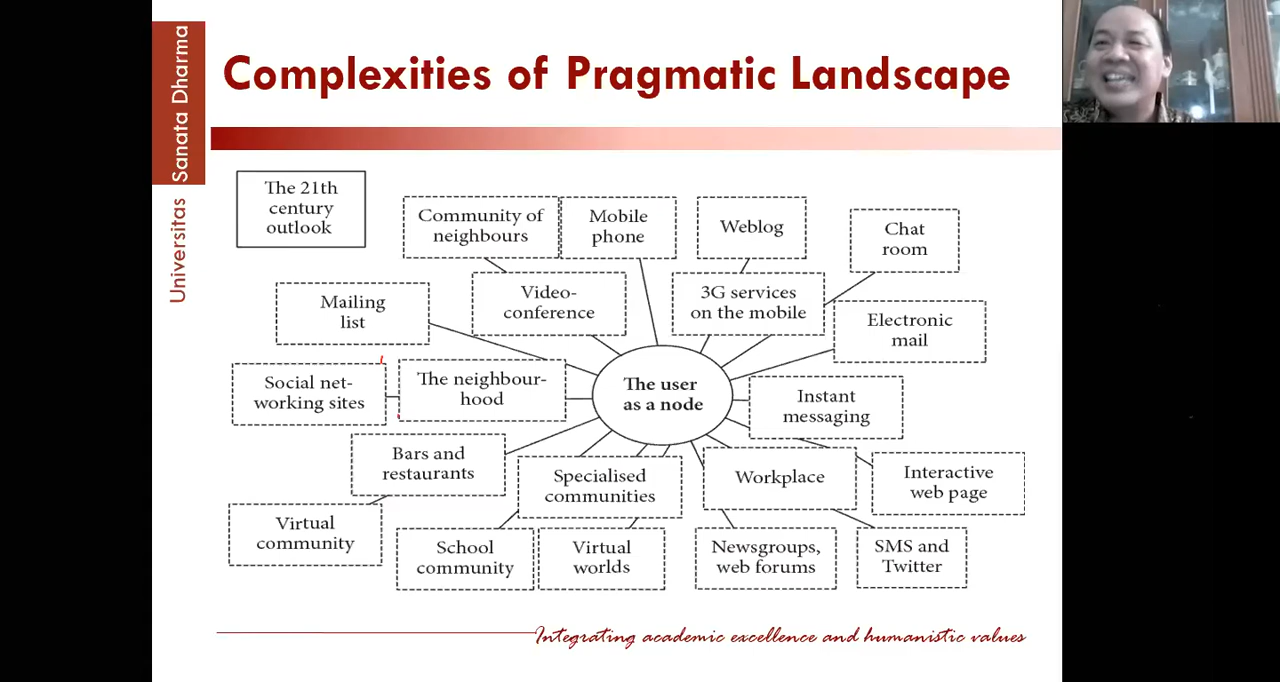 Universitas Sanata Dharma
Complexities of Pragmatic Landscape
The 21th
century
outlook
Community of
neighbours
Mobile
phone
Weblog
Chat
room
Mailing
list
Video-
conference
3G services
on the mobile
Electronic
mail
Social net-
working sites
The neighbour-
hood
The user
as a node
Instant
messaging
Bars and
restaurants
Specialised
communities
Workplace
Interactive
web page
Virtual
community
School
community
Virtual
worlds
Newsgroups,
web forums
SMS and
Twitter
Integrating academic excellence and humanistic values